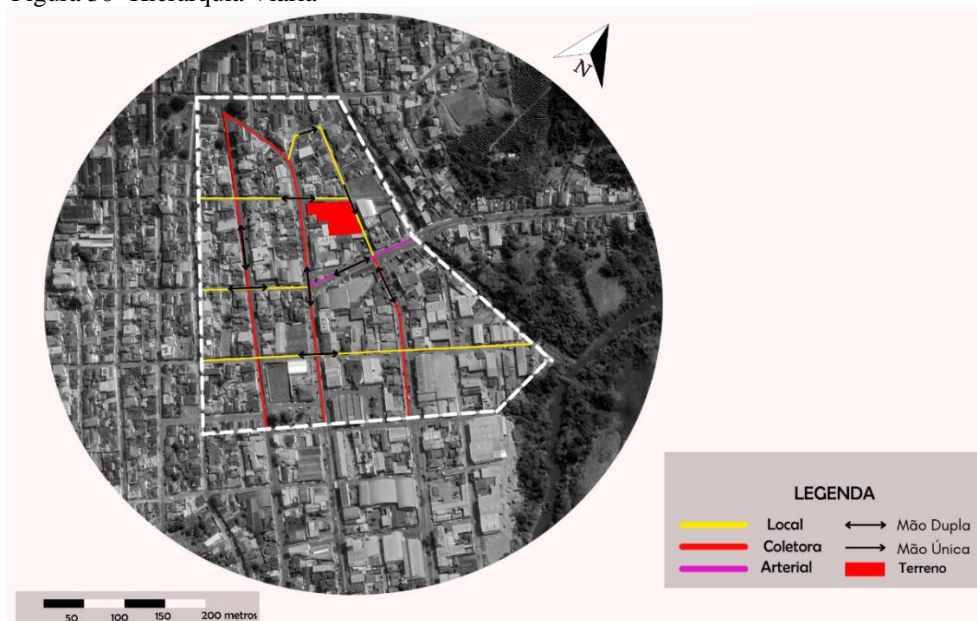 Figura 30- Hierarquia Viária
N
LEGENDA
Local
Mão Dupla
Coletora
Mão Única
Arterial
Terreno
50 100 150 200 metros